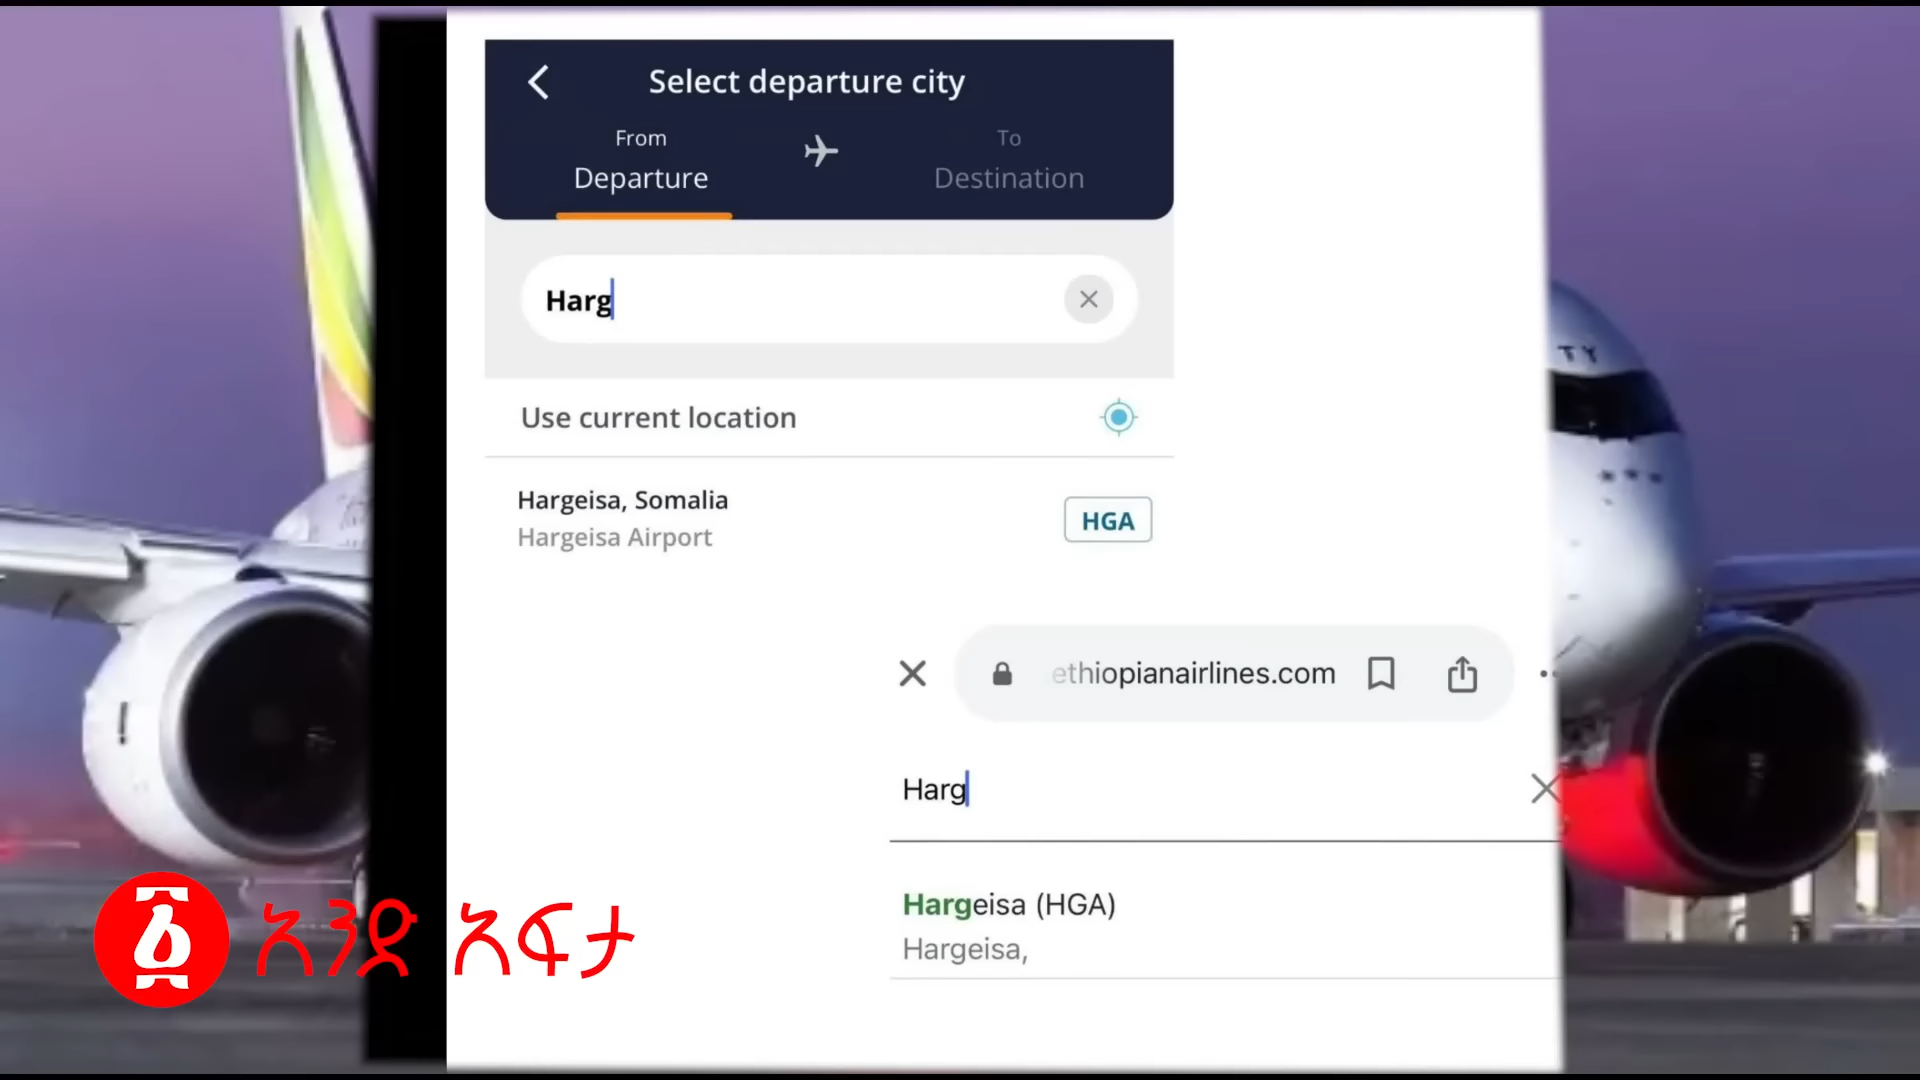 Select departure city
From
To
Departure
Destination
Harg
Use current location
Hargeisa, Somalia
Hargeisa Airport
HGA
TY
ethiopianairlines.com
Harg
Hargeisa (HGA)
Hargeisa,
አንድ አፍታ